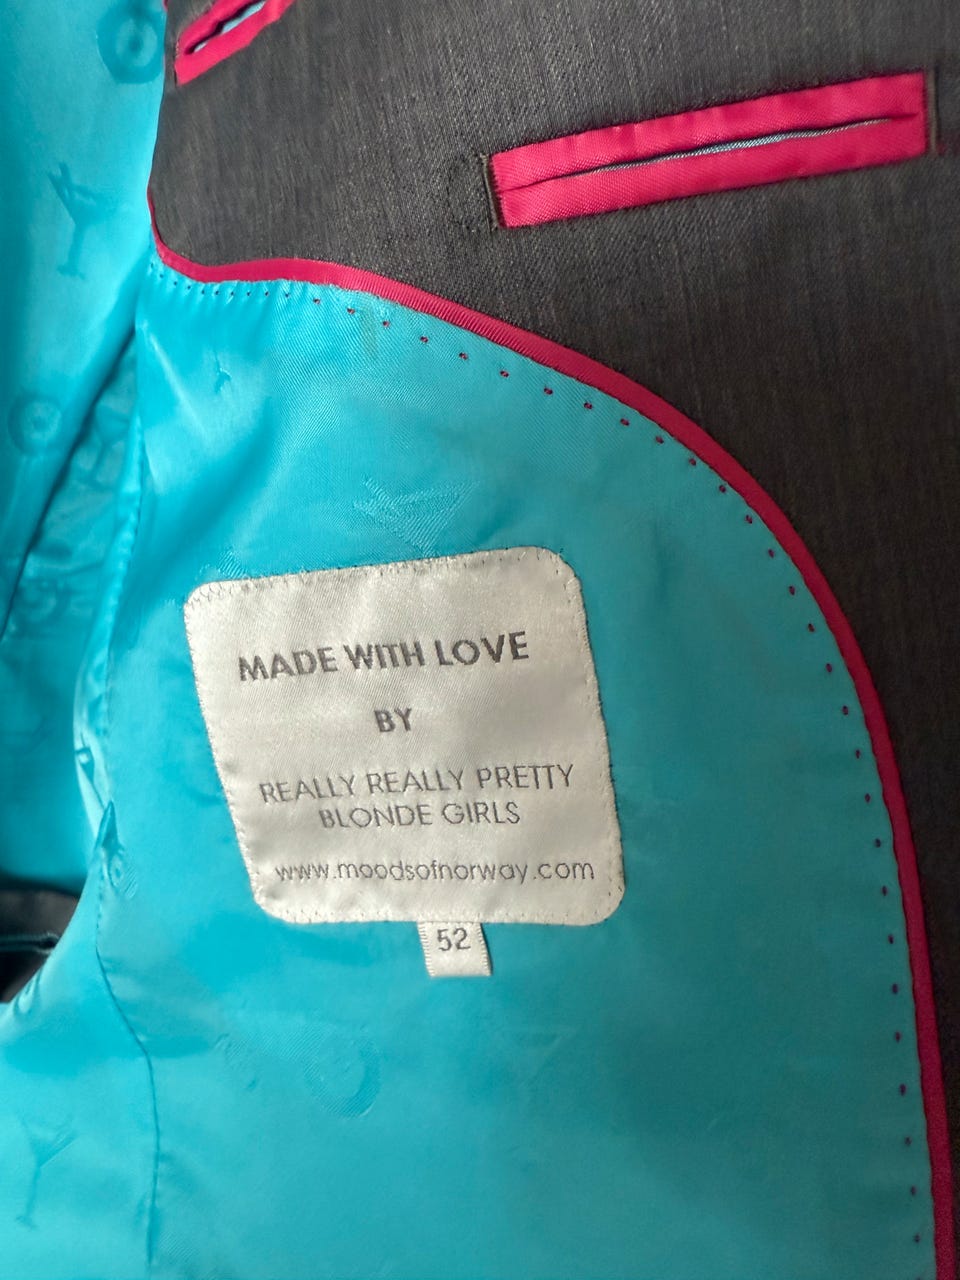 MADE WITH LOVE
BY
REALLY REALLY PRETTY
BLONDE GIRLS
www.moodsofnorway.com
52